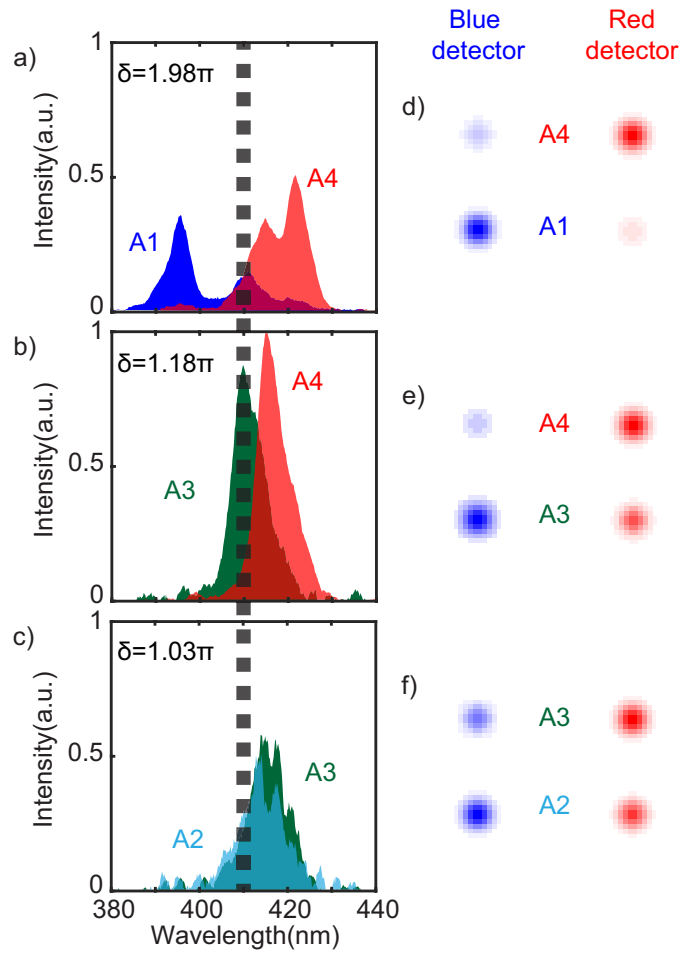 Blue detector
Red detector
a)
1
0.5
0
Intensity(a.u.)
δ=1.98π
A1
A4
d)
A4
A1
b)
1
0.5
0
Intensity(a.u.)
δ=1.18π
A3
A4
e)
A4
A3
c)
1
0.5
0
Intensity(a.u.)
δ=1.03π
A2
A3
f)
A3
A2
380
400
420
440
Wavelength(nm)